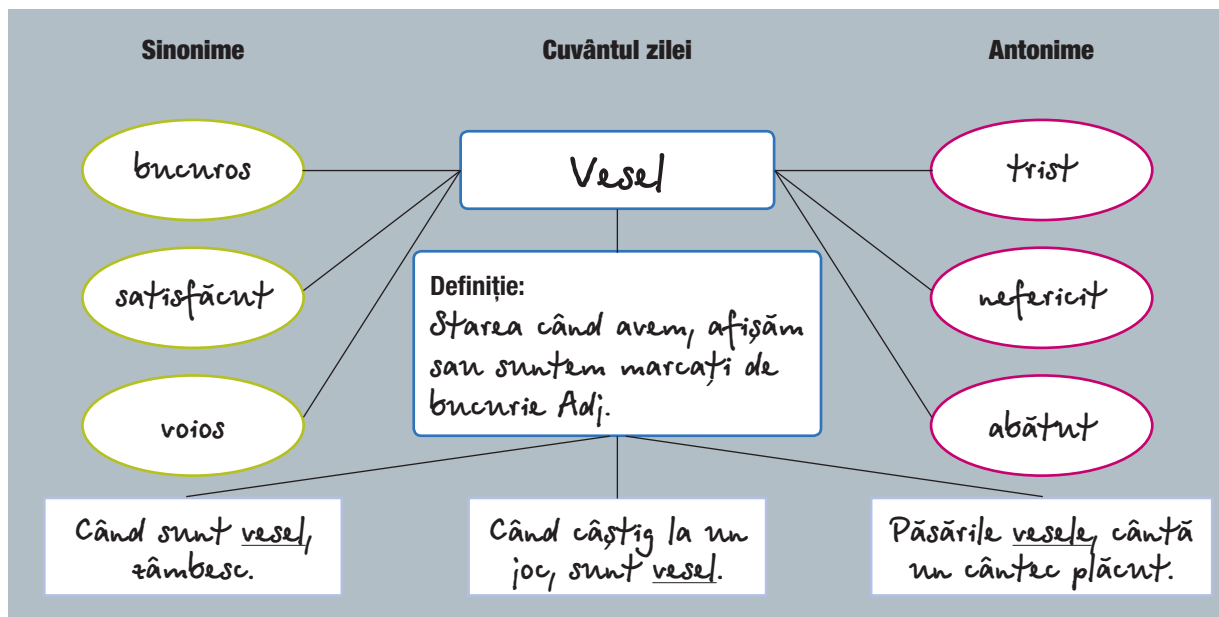 Sinonime
Cuvântul zilei
Antonime
bucuros
Vesel
trist
satisfăcut
Definiție:
Starea când avem, afișăm
sau suntem marcați de
bucurie Adj.
nefericit
voios
abătut
Când sunt vesel,
zâmbesc.
Când câștig la un
joc, sunt vesel.
Păsările vesele, cântă
un cântec plăcut.